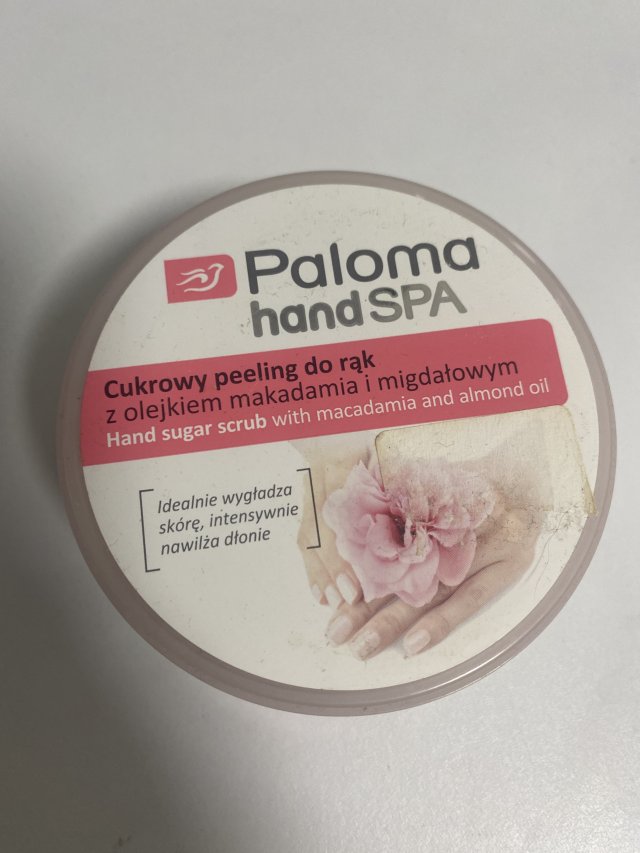 Paloma
handSPA
Cukrowy peeling do rąk
z olejkiem makadamia i migdałowym
Hand sugar scrub with macadamia and almond oil
Idealnie wygładza
skórę, intensywnie
nawilża dłonie